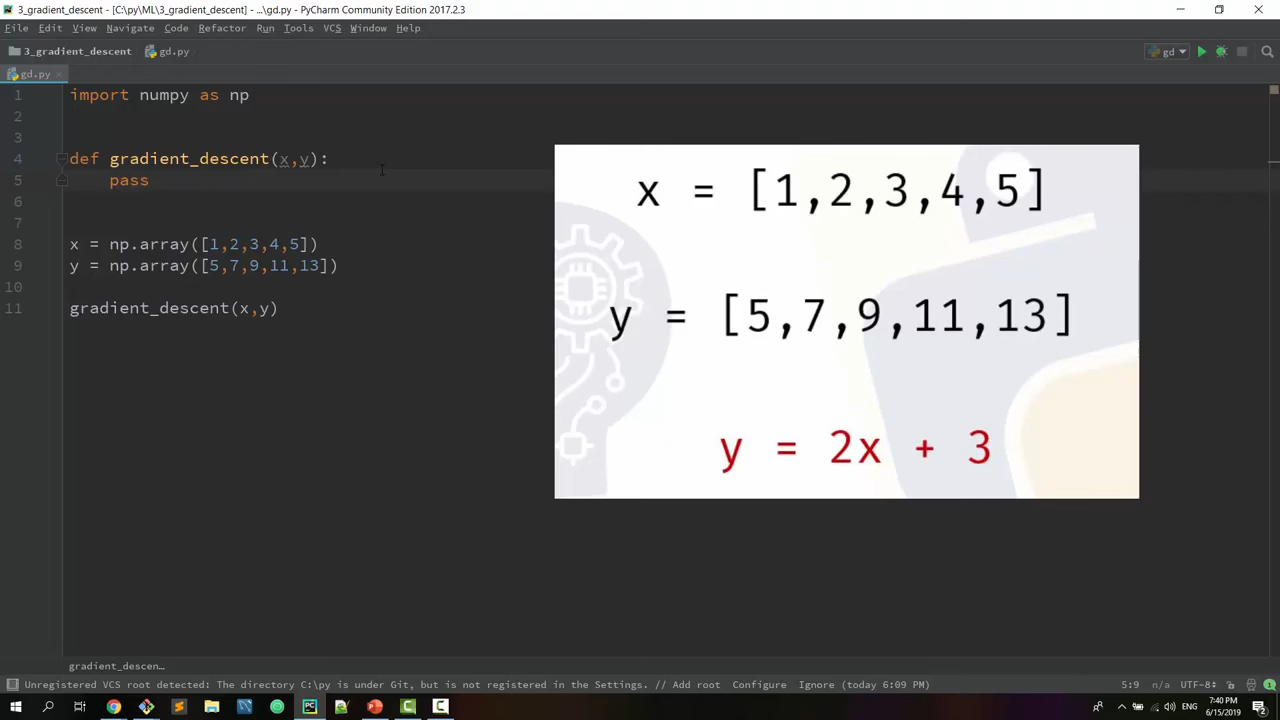 3_gradient_descent - [C:\py\ML\3_gradient_descent] - ...\gd.py - PyCharm Community Edition 2017.2.3
File Edit View Navigate Code Refactor Run Tools VCS Window Help
3_gradient_descent gd.py
gd
gd.py
1 import numpy as np
2
3
4 def gradient_descent(x,y):
5 pass
6
7
8 x = np.array([1,2,3,4,5])
9 y = np.array([5,7,9,11,13])
10
11 gradient_descent(x,y)
x = [1,2,3,4,5]
y = [5,7,9,11,13]
y = 2x + 3
gradient_descen...
Unregistered VCS root detected: The directory C:\py is under Git, but is not registered in the Settings. // Add root Configure Ignore (today 6:09 PM)
5:9 n/a UTF-8 1
ENG
7:40 PM
6/15/2019
2